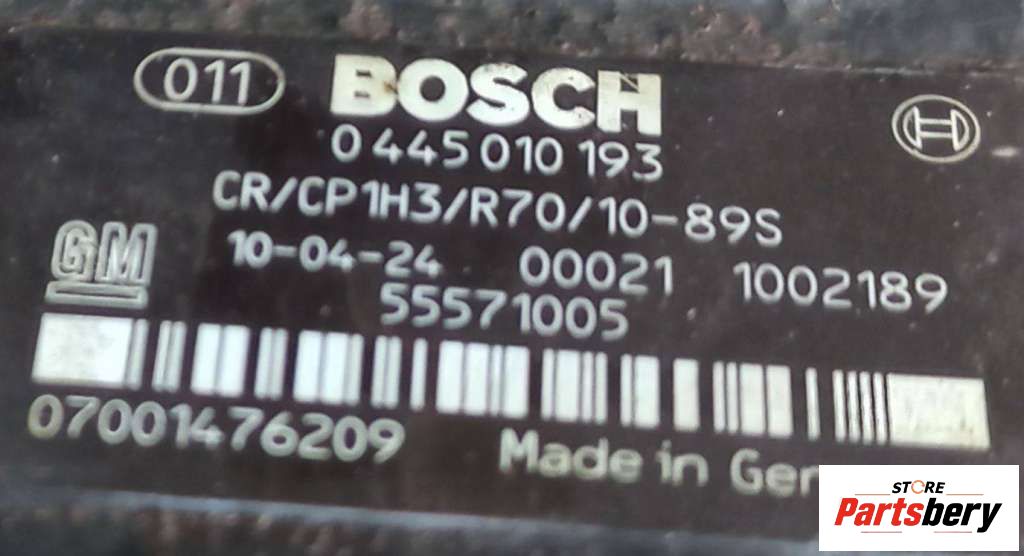 011 BOSCH
0 445 010 193
CR/CP1H3/R70/10-89S
GM
10-04-24 00021 1002189
55571005
07001476209
Made in Ger
STORE
Partsbery